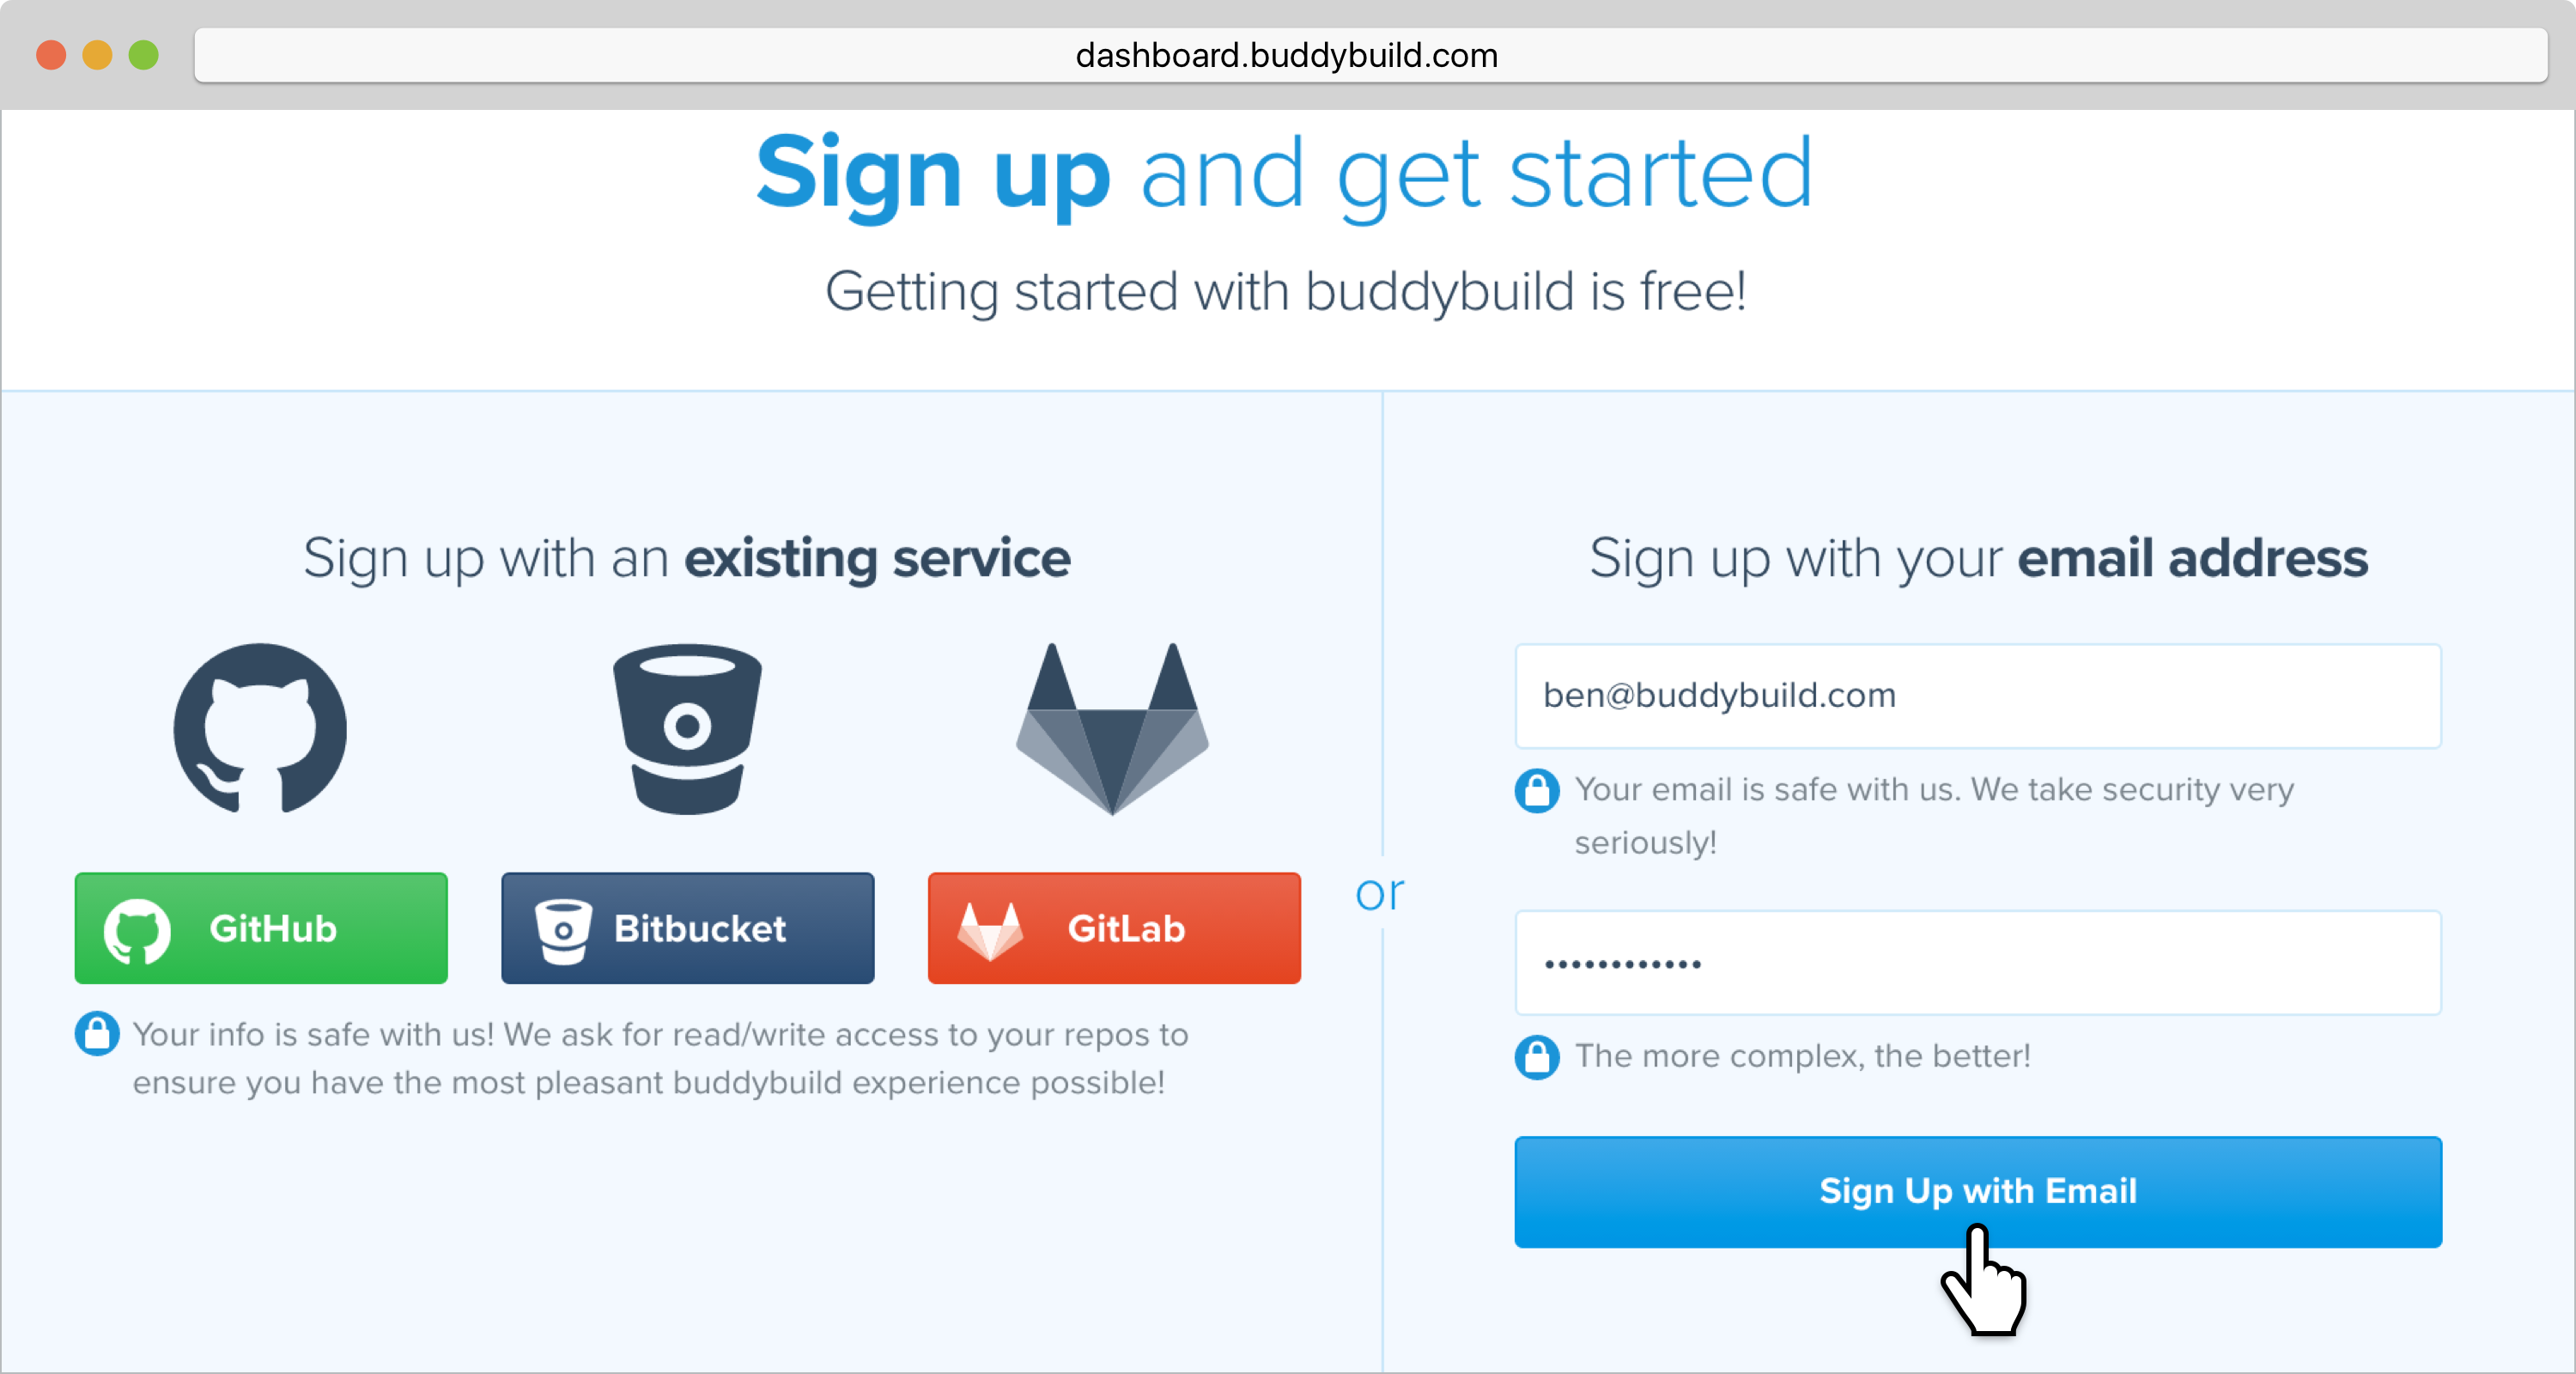 dashboard.buddybuild.com
Sign up and get started
Getting started with buddybuild is free!
Sign up with an existing service
GitHub
Bitbucket
GitLab
Your info is safe with us! We ask for read/write access to your repos to
ensure you have the most pleasant buddybuild experience possible!
or
Sign up with your email address
ben@buddybuild.com
Your email is safe with us. We take security very
seriously!
••••••••••••
The more complex, the better!
Sign Up with Email